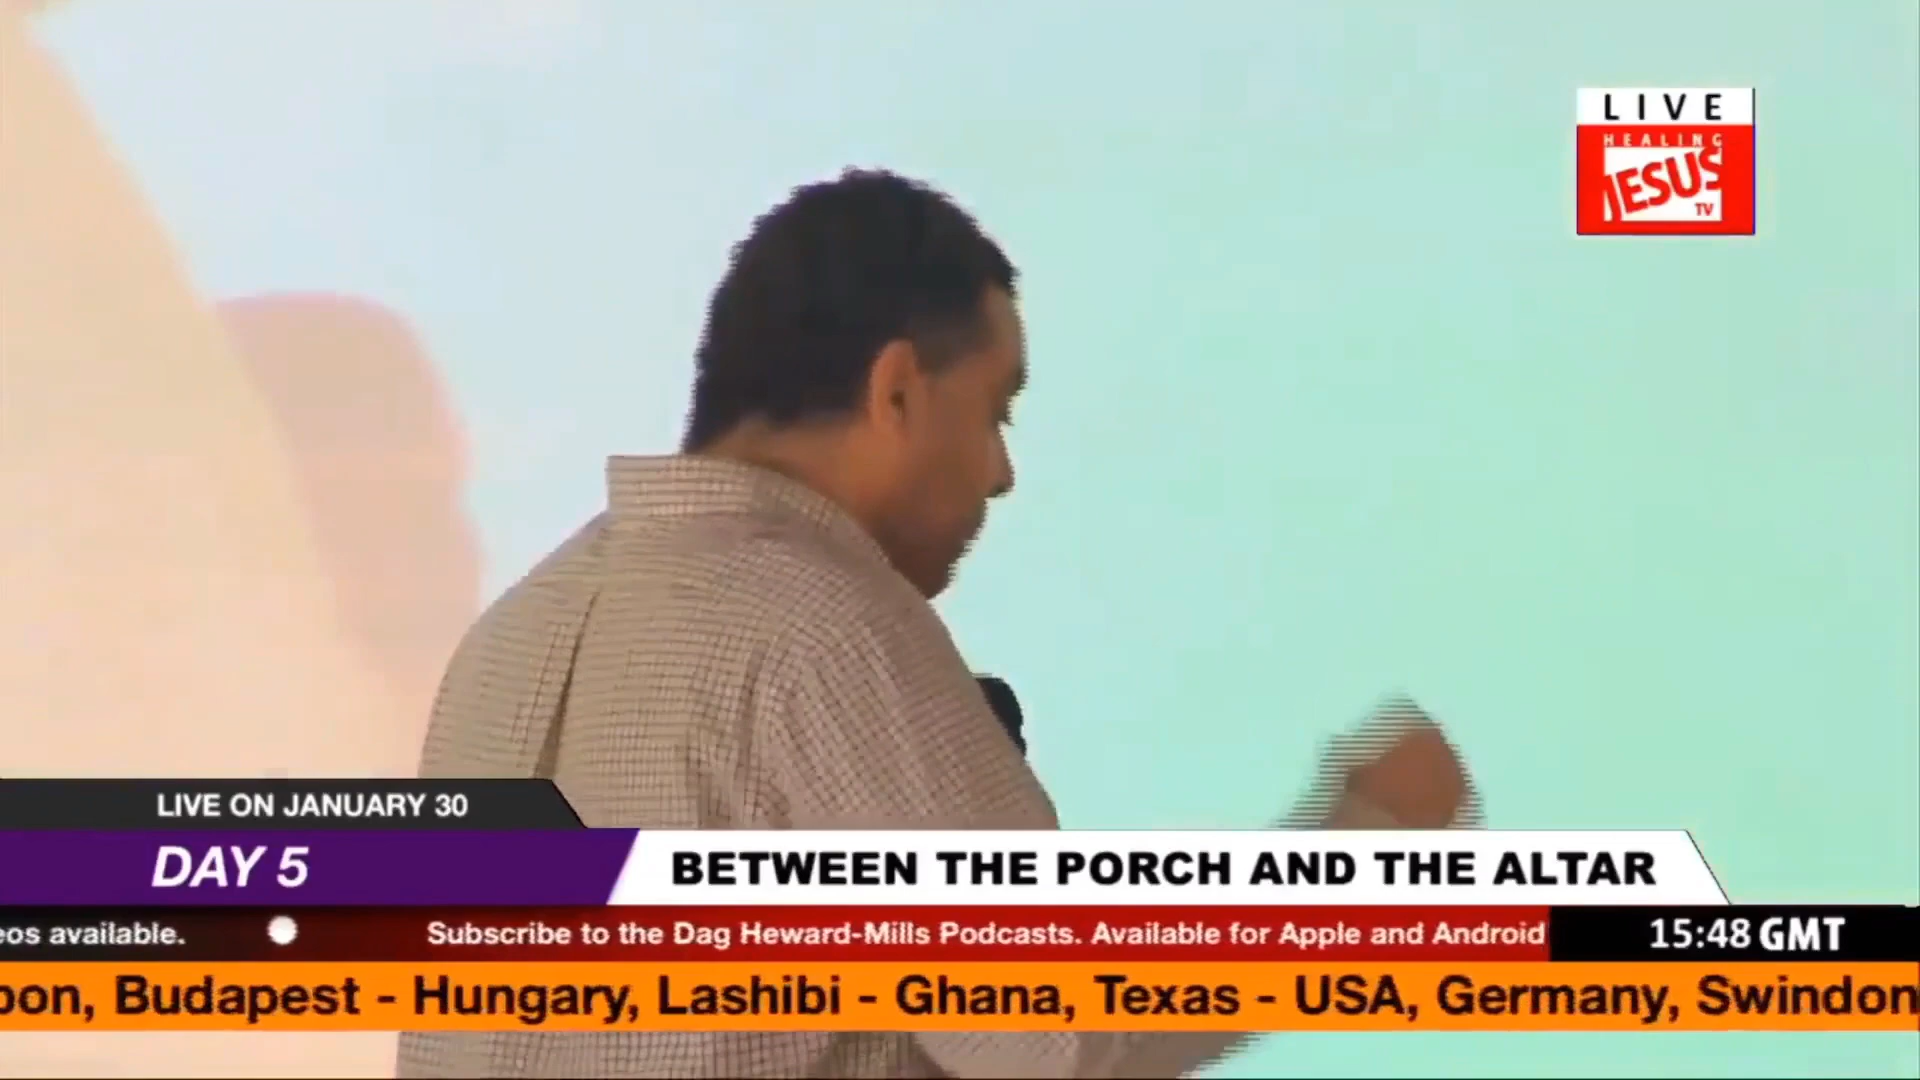 LIVE
HEALING
JESUS
TV
LIVE ON JANUARY 30
DAY 5
BETWEEN THE PORCH AND THE ALTAR
available.
Subscribe to the Dag Heward-Mills Podcasts. Available for Apple and Android
15:48 GMT
Budapest - Hungary, Lashibi - Ghana, Texas - USA, Germany, Swindon